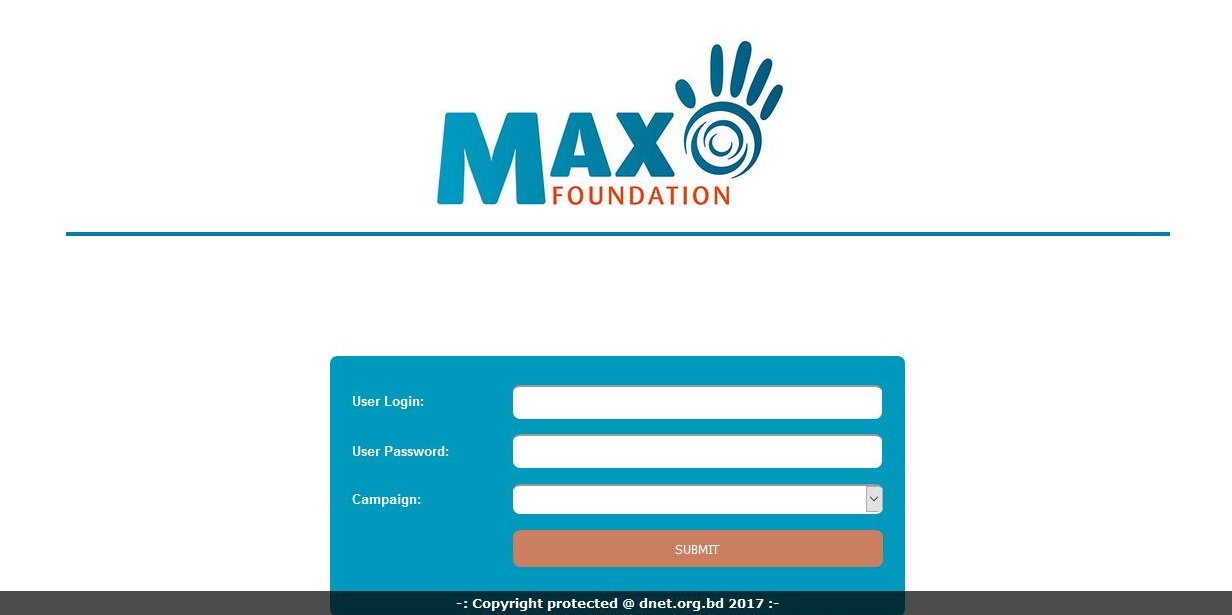 MAX
FOUNDATION
User Login:
User Password:
Campaign:
SUBMIT
-: Copyright protected @ dnet.org.bd 2017 :-